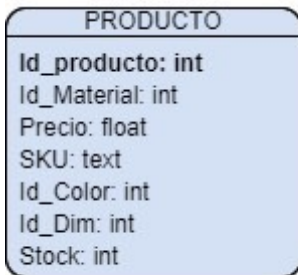 PRODUCTO
Id_producto: int
Id_Material: int
Precio: float
SKU: text
Id_Color: int
Id_Dim: int
Stock: int